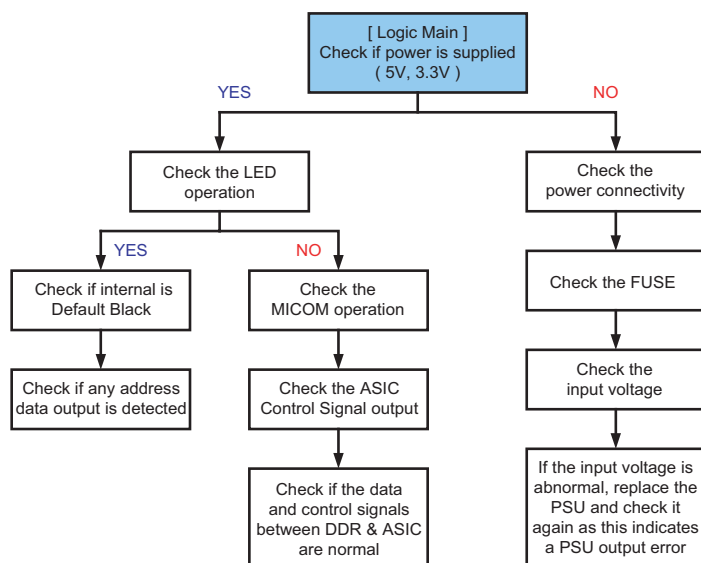 [ Logic Main ]
Check if power is supplied
( 5V, 3.3V )
YES
NO
Check the LED
operation
Check the
power connectivity
YES
NO
Check if internal is
Default Black
Check the
MICOM operation
Check the FUSE
Check if any address
data output is detected
Check the ASIC
Control Signal output
Check the
input voltage
Check if the data
and control signals
between DDR & ASIC
are normal
If the input voltage is
abnormal, replace the
PSU and check it
again as this indicates
a PSU output error